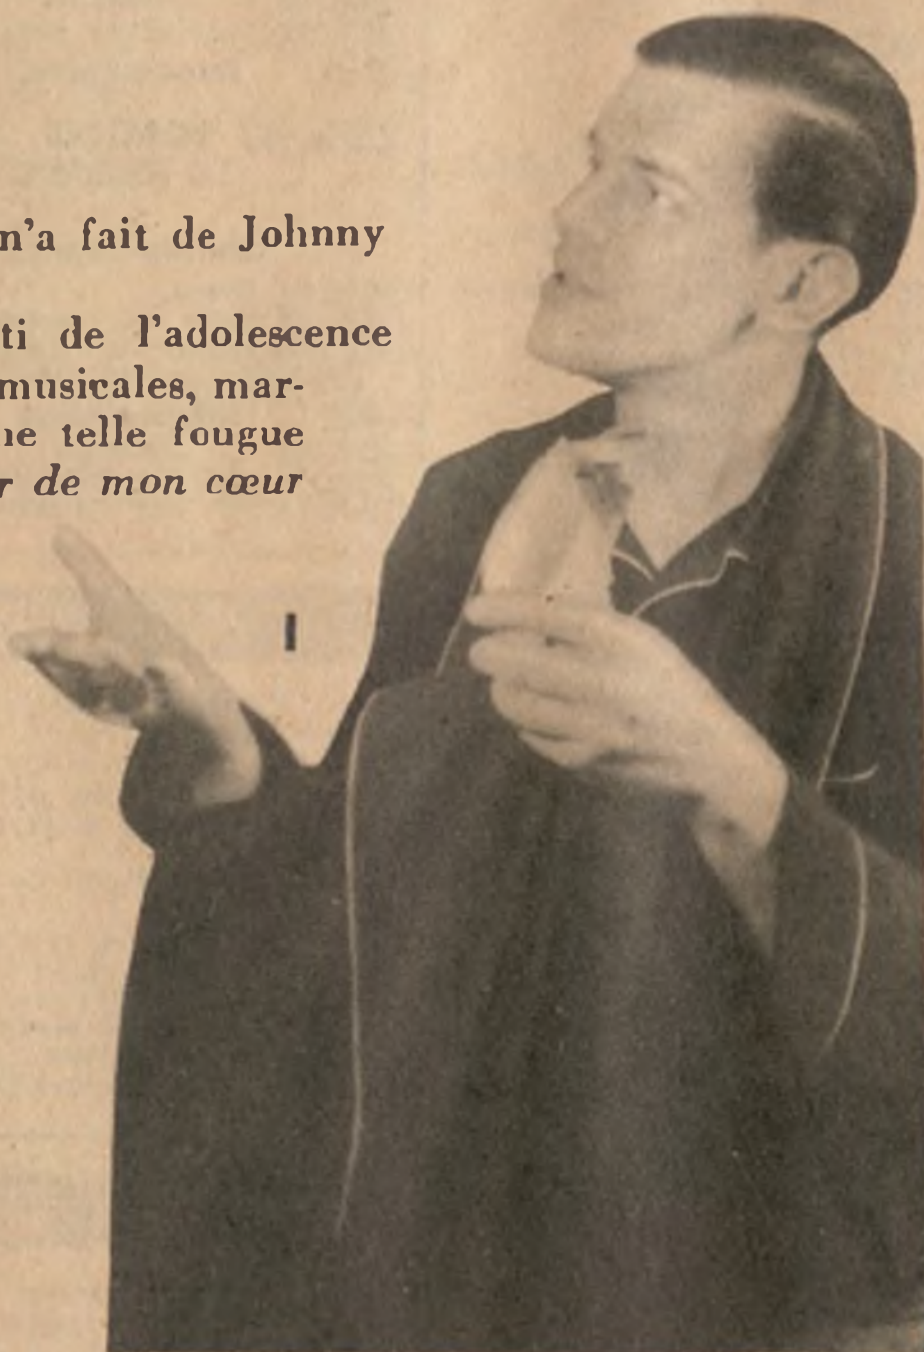 n'a fait de Johnny
ti de l'adolescence
musicales, mar-
ne telle fougue
r de mon cœur